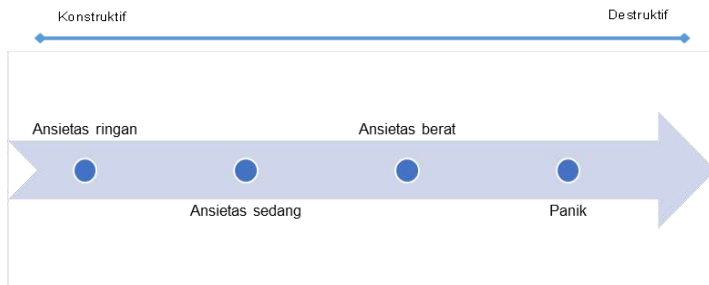 Konstruktif
Destruktif
Ansietas ringan
Ansietas berat
Ansietas sedang
Panik